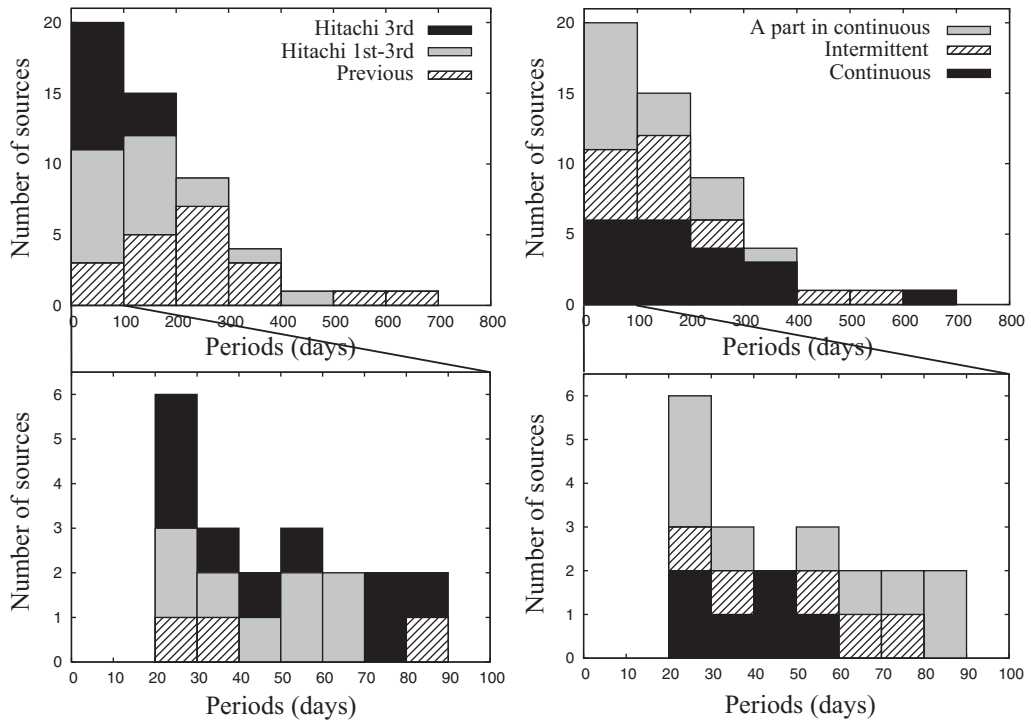 Number of sources
20
15
10
5
0
Hitachi 3rd
Hitachi 1st-3rd
Previous
0 100 200 300 400 500 600 700 800
Periods (days)
Number of sources
20
15
10
5
0
A part in continuous
Intermittent
Continuous
0 100 200 300 400 500 600 700 800
Periods (days)
Number of sources
6
5
4
3
2
1
0
0 10 20 30 40 50 60 70 80 90 100
Periods (days)
Number of sources
6
5
4
3
2
1
0
0 10 20 30 40 50 60 70 80 90 100
Periods (days)